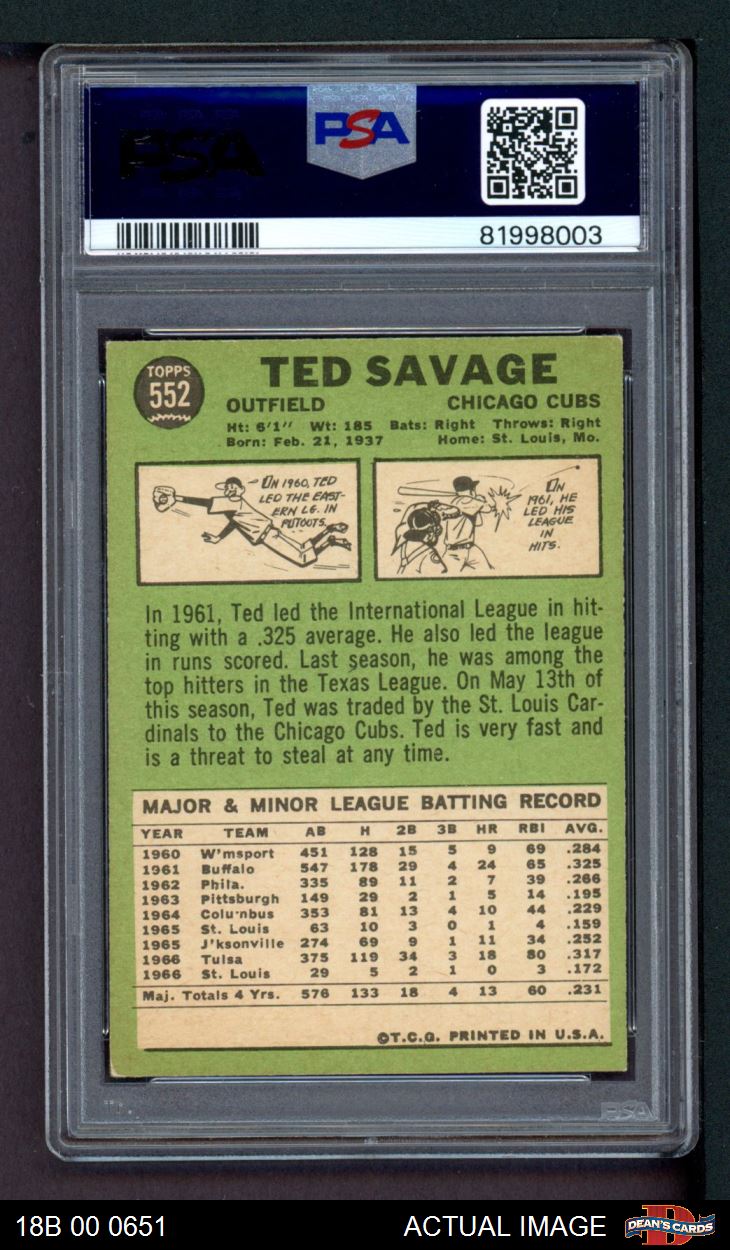 PSA
PSA
81998003
TOPPS
552
TED SAVAGE
OUTFIELD CHICAGO CUBS
Ht: 6'1" Wt: 185 Bats: Right Throws: Right
Born: Feb. 21, 1937 Home: St. Louis, Mo.
ON 1960, TED
LED THE EAST-
ERN LG. IN
PUTOUTS.
ON
1961, HE
LED HIS
LEAGUE
IN
HITS.
In 1961, Ted led the International League in hit-
ting with a .325 average. He also led the league
in runs scored. Last season, he was among the
top hitters in the Texas League. On May 13th of
this season, Ted was traded by the St. Louis Car-
dinals to the Chicago Cubs. Ted is very fast and
is a threat to steal at any time.
MAJOR & MINOR LEAGUE BATTING RECORD
YEAR TEAM AB H 2B 3B HR RBI AVG.
1960 W'msport 451 128 15 5 9 69 .284
1961 Buffalo 547 178 29 4 24 65 .325
1962 Phila. 335 89 11 2 7 39 .266
1963 Pittsburgh 149 29 2 1 5 14 .195
1964 Columbus 353 81 13 4 10 44 .229
1965 St. Louis 63 10 3 0 1 4 .159
1965 J'ksonville 274 69 9 1 11 34 .252
1966 Tulsa 375 119 34 3 18 80 .317
1966 St. Louis 29 5 2 1 0 3 .172
Maj. Totals 4 Yrs. 576 133 18 4 13 60 .231
©T.C.G. PRINTED IN U.S.A.
PSA
18B 00 0651 ACTUAL IMAGE DEAN'S CARDS